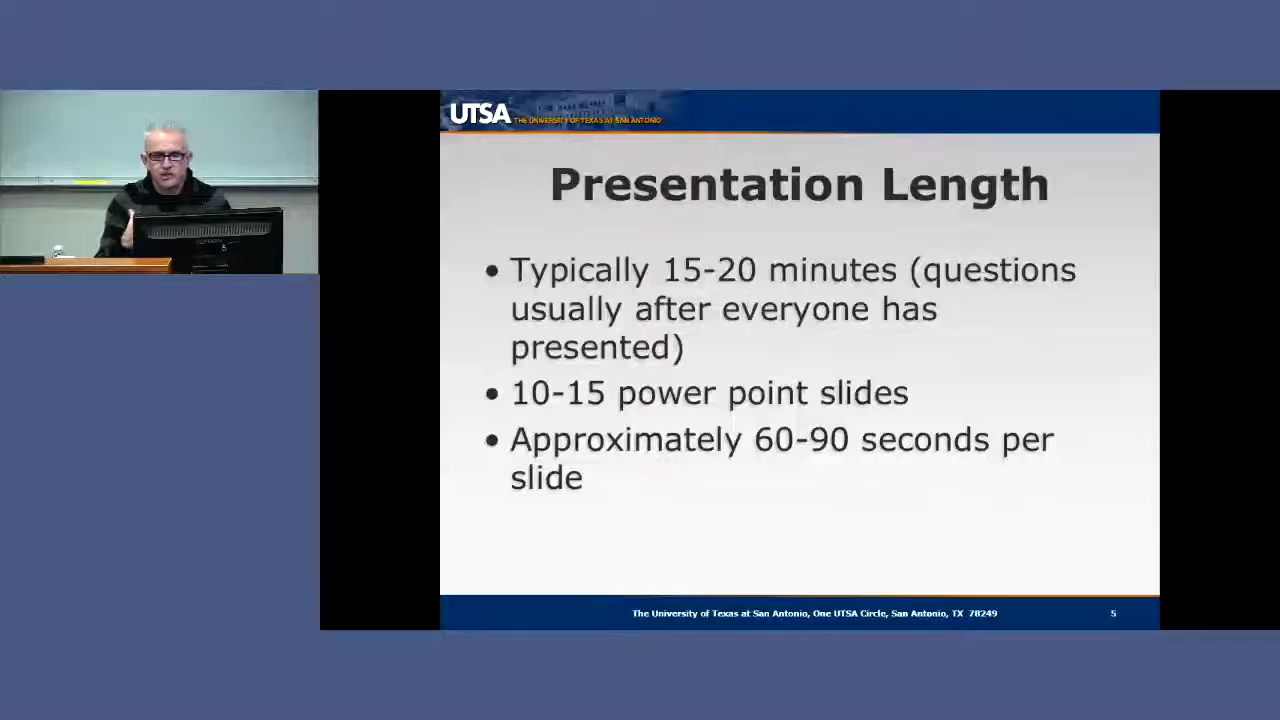 UTSA THE UNIVERSITY OF TEXAS AT SAN ANTONIO
Presentation Length
• Typically 15-20 minutes (questions
usually after everyone has
presented)
• 10-15 power point slides
• Approximately 60-90 seconds per
slide
The University of Texas at San Antonio, One UTSA Circle, San Antonio, TX 78249 5